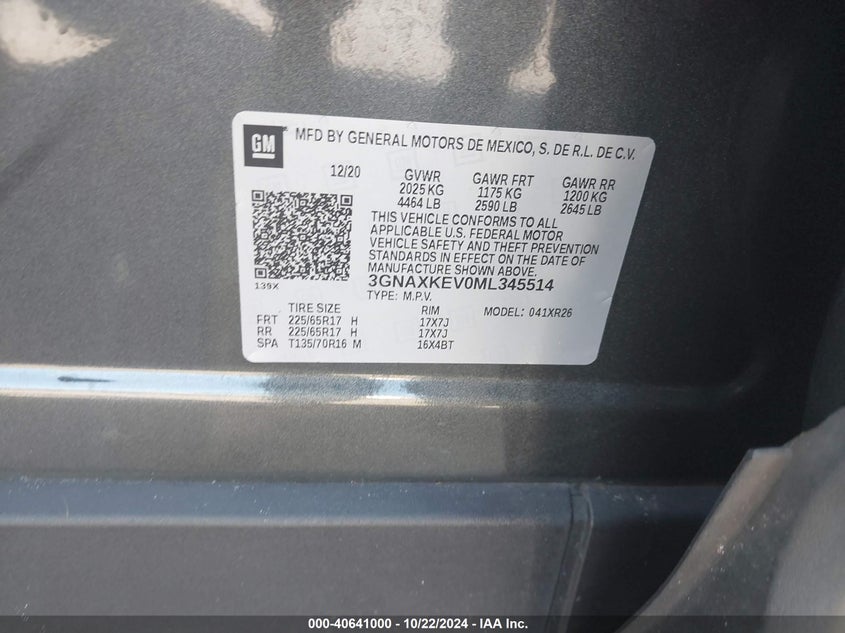 GM MFD BY GENERAL MOTORS DE MEXICO, S. DE R.L. DE C.V.
12/20 GVWR GAWR FRT GAWR RR
2025 KG 1175 KG 1200 KG
4464 LB 2590 LB 2645 LB
THIS VEHICLE CONFORMS TO ALL
APPLICABLE U.S. FEDERAL MOTOR
VEHICLE SAFETY AND THEFT PREVENTION
STANDARDS IN EFFECT ON THE DATE OF
MANUFACTURE SHOWN ABOVE.
139X 3GNAXKEV0ML345514
TYPE: M.P.V.
TIRE SIZE RIM MODEL: 041XR26
FRT 225/65R17 H 17X7J
RR 225/65R17 H 17X7J
SPA T135/70R16 M 16X4BT
000-40641000 | 10/22/2024 - IAA Inc.